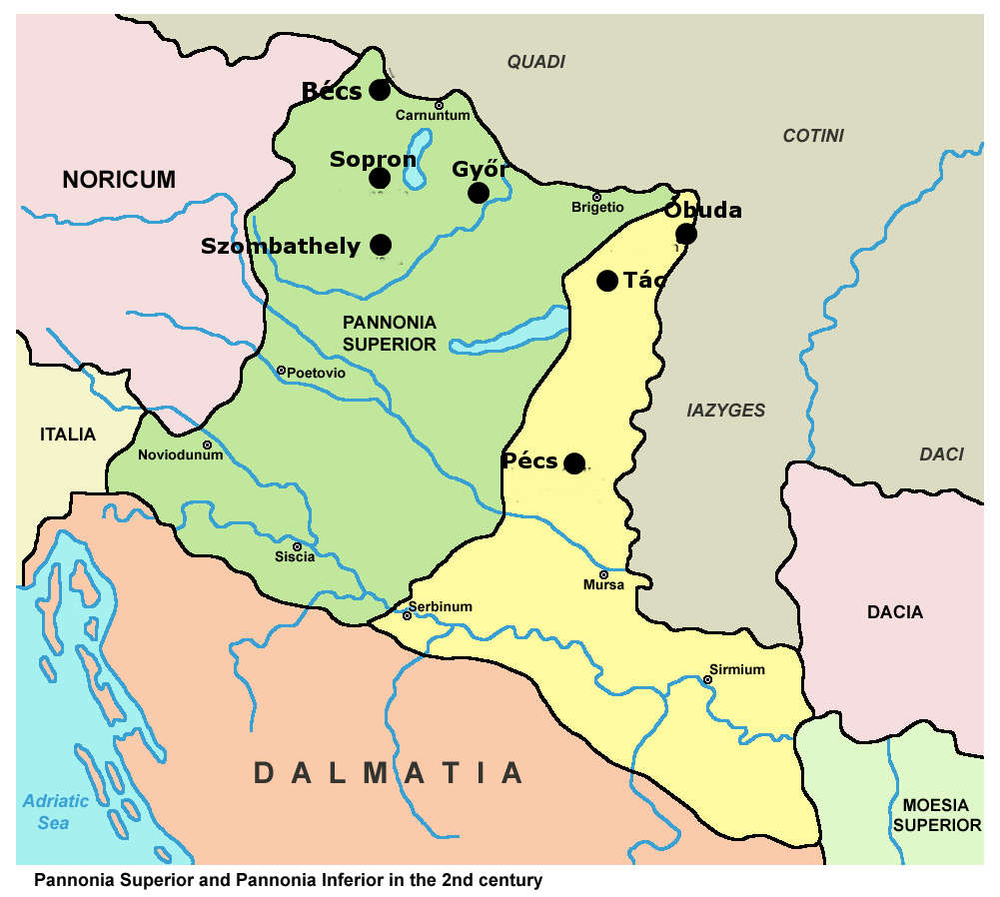 QUADI
Bécs
Carnuntum
COTINI
Sopron
Győr
NORICUM
Brigetio
Óbuda
Szombathely
Tác
PANNONIA
SUPERIOR
Poetovio
IAZYGES
ITALIA
Noviodunum
DACI
Pécs
Siscia
Mursa
Serbinum
DACIA
Sirmium
DALMATIA
Adriatic
Sea
MOESIA
SUPERIOR
Pannonia Superior and Pannonia Inferior in the 2nd century